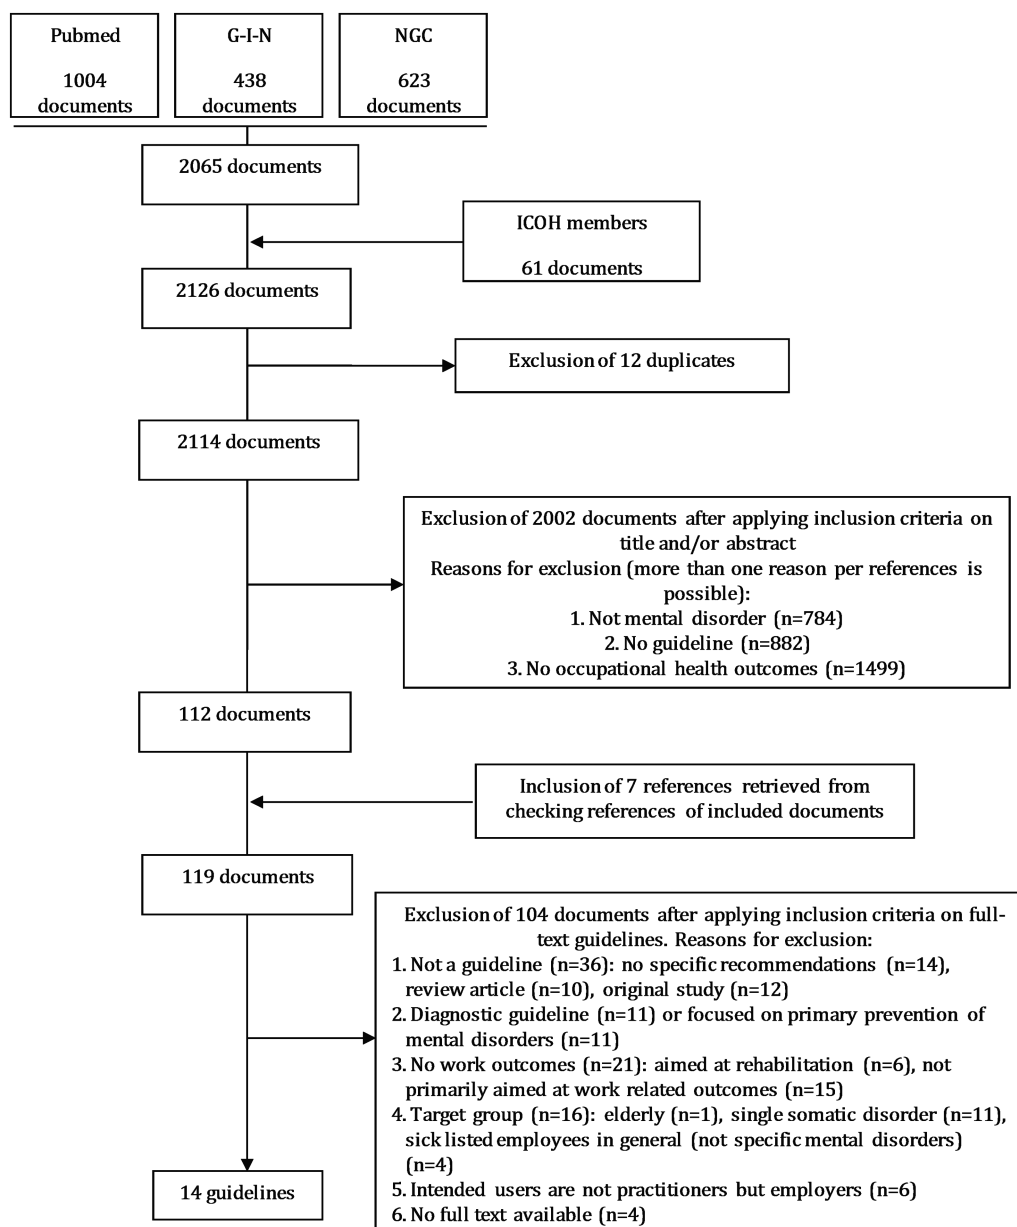 Pubmed
1004
documents
G-I-N
438
documents
NGC
623
documents
2065 documents
ICOH members
61 documents
2126 documents
Exclusion of 12 duplicates
2114 documents
Exclusion of 2002 documents after applying inclusion criteria on
title and/or abstract
Reasons for exclusion (more than one reason per references is
possible):
1. Not mental disorder (n=784)
2. No guideline (n=882)
3. No occupational health outcomes (n=1499)
112 documents
Inclusion of 7 references retrieved from
checking references of included documents
119 documents
Exclusion of 104 documents after applying inclusion criteria on full-
text guidelines. Reasons for exclusion:
1. Not a guideline (n=36): no specific recommendations (n=14),
review article (n=10), original study (n=12)
2. Diagnostic guideline (n=11) or focused on primary prevention of
mental disorders (n=11)
3. No work outcomes (n=21): aimed at rehabilitation (n=6), not
primarily aimed at work related outcomes (n=15)
4. Target group (n=16): elderly (n=1), single somatic disorder (n=11),
sick listed employees in general (not specific mental disorders)
(n=4)
5. Intended users are not practitioners but employers (n=6)
6. No full text available (n=4)
14 guidelines